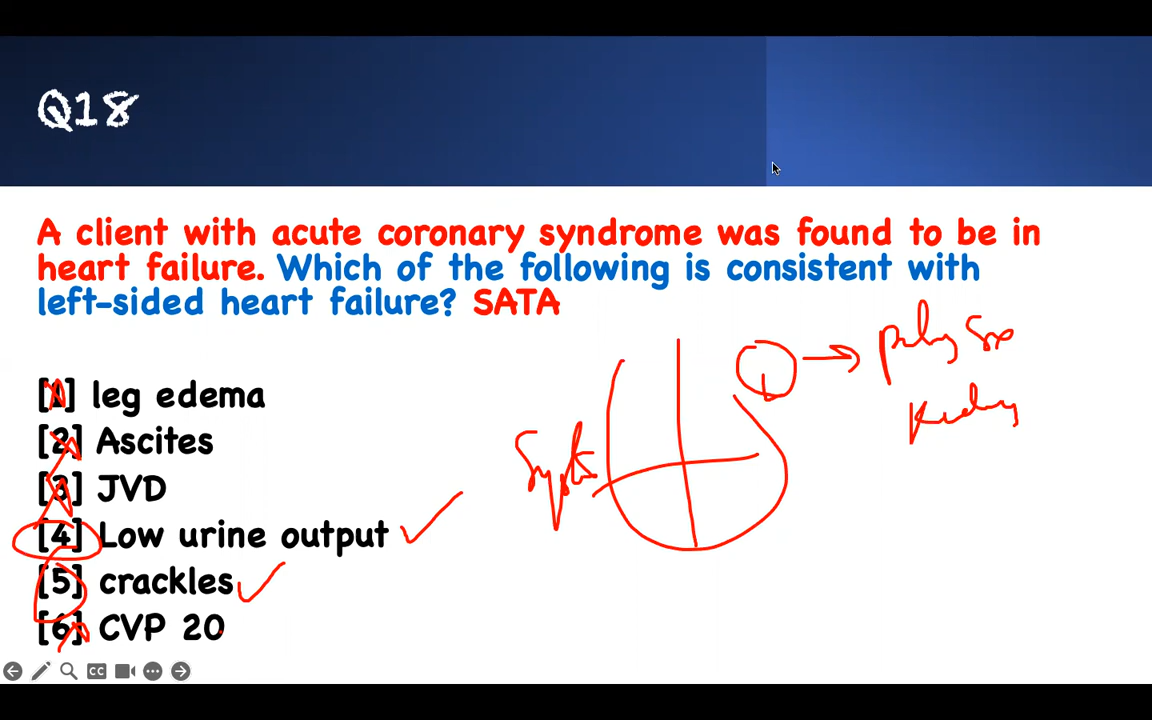 Q18
A client with acute coronary syndrome was found to be in
heart failure. Which of the following is consistent with
left-sided heart failure? SATA
[1] leg edema
[2] Ascites
[3] JVD
[4] Low urine output
[5] crackles
[6] CVP 20
L